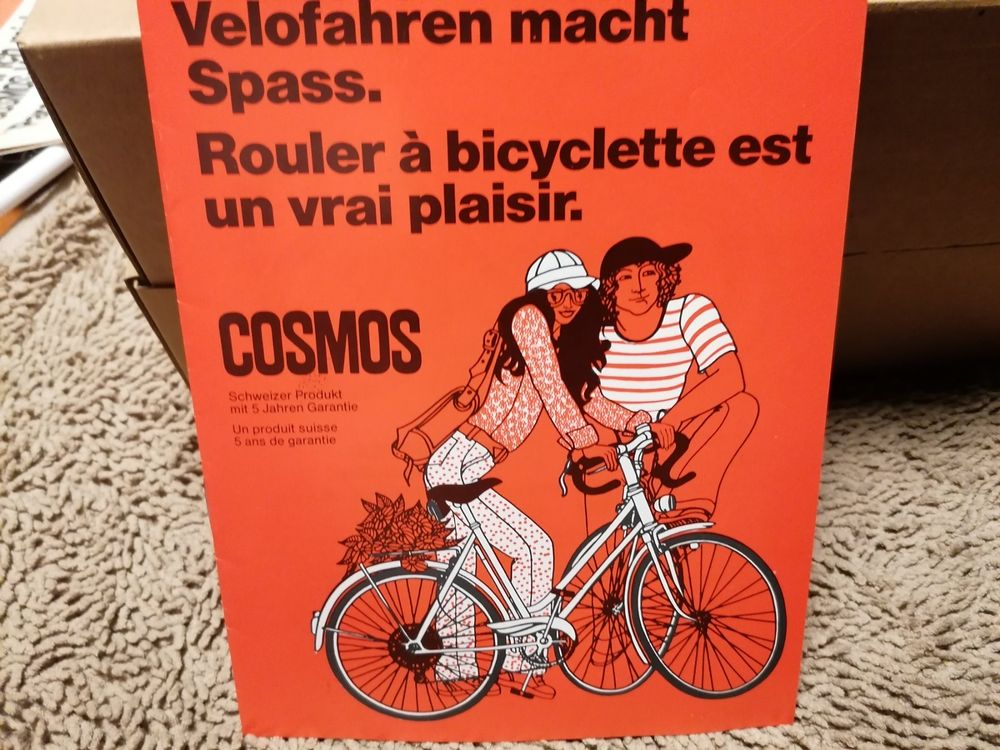 Velofahren macht
Spass.
Rouler à bicyclette est
un vrai plaisir.
COSMOS
Schweizer Produkt
mit 5 Jahren Garantie
Un produit suisse
5 ans de garantie